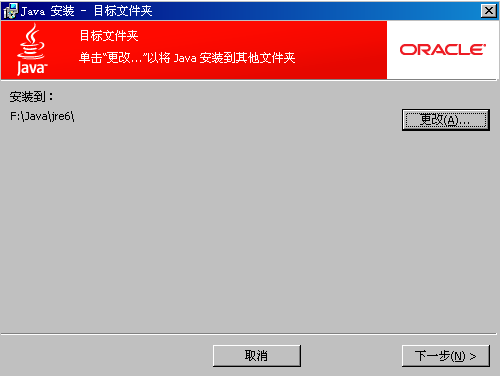 Java 安装 - 目标文件夹
目标文件夹
单击“更改...”以将 Java 安装到其他文件夹
Java™
ORACLE®
安装到：
F:\Java\jre6\
更改(A)...
取消
下一步(N) >